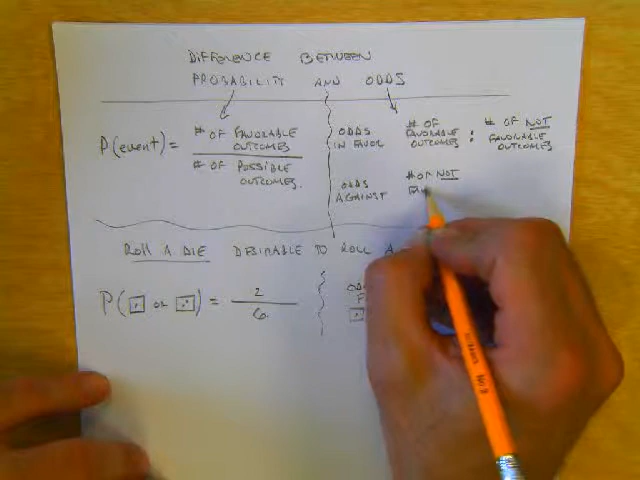 DIFFERENCE BETWEEN
PROBABILITY AND ODDS
P(event) = # OF FAVORABLE OUTCOMES
# OF POSSIBLE OUTCOMES.
ODDS IN FAVOR
# OF FAVORABLE OUTCOMES : # OF NOT FAVORABLE OUTCOMES
ODDS AGAINST
# OF NOT
ROLL A DIE DESIRABLE TO ROLL A
P( or ) = 2
6